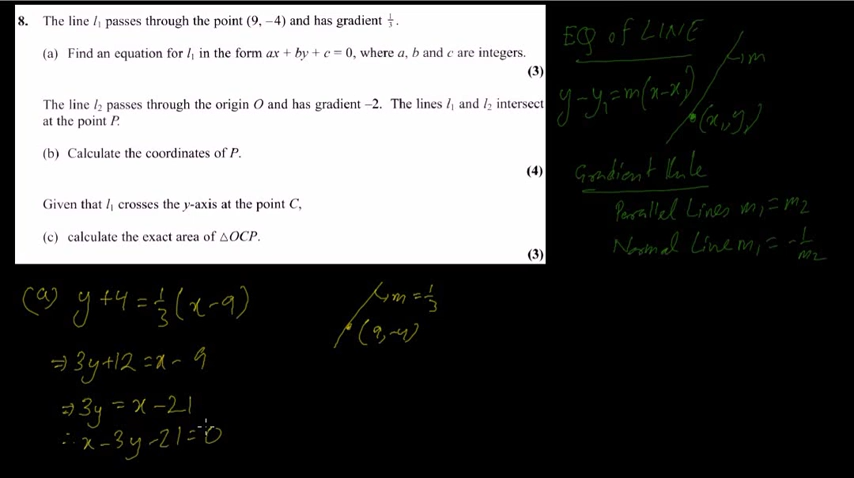 8. The line l₁ passes through the point (9, −4) and has gradient 1/3.
(a) Find an equation for l₁ in the form ax + by + c = 0, where a, b and c are integers.
(3)
The line l₂ passes through the origin O and has gradient −2. The lines l₁ and l₂ intersect
at the point P.
(b) Calculate the coordinates of P.
(4)
Given that l₁ crosses the y-axis at the point C,
(c) calculate the exact area of △OCP.
(3)
EQ of LINE
m
y-y₁=m(x-x₁)
(x₁,y₁)
Gradient Rule
Parallel Lines m₁=m₂
Normal Line m₁=-1/m₂
(a) y+4=1/3(x-9)
⇒3y+12=x-9
⇒3y=x-21
∴x-3y-21=0
m=1/3
(9,-4)